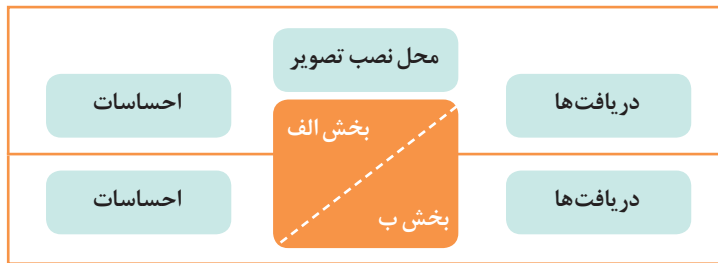 محل نصب تصویر
دریافت‌ها
احساسات
بخش الف
بخش ب
دریافت‌ها
احساسات